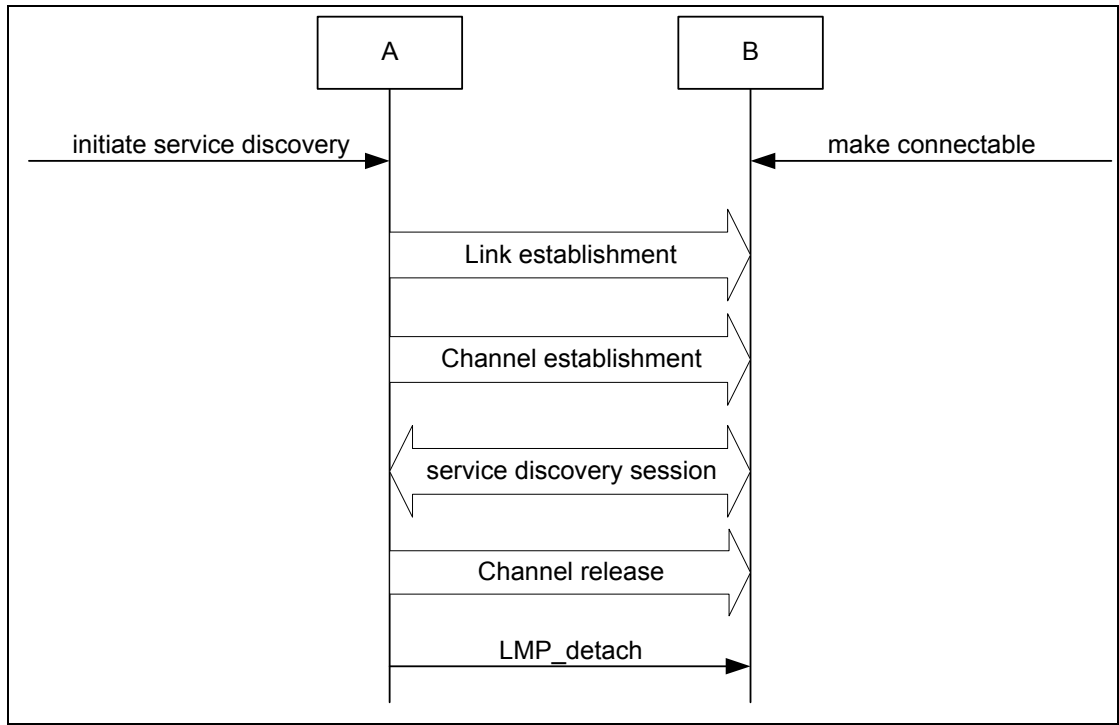 A
B
initiate service discovery
make connectable
Link establishment
Channel establishment
service discovery session
Channel release
LMP_detach